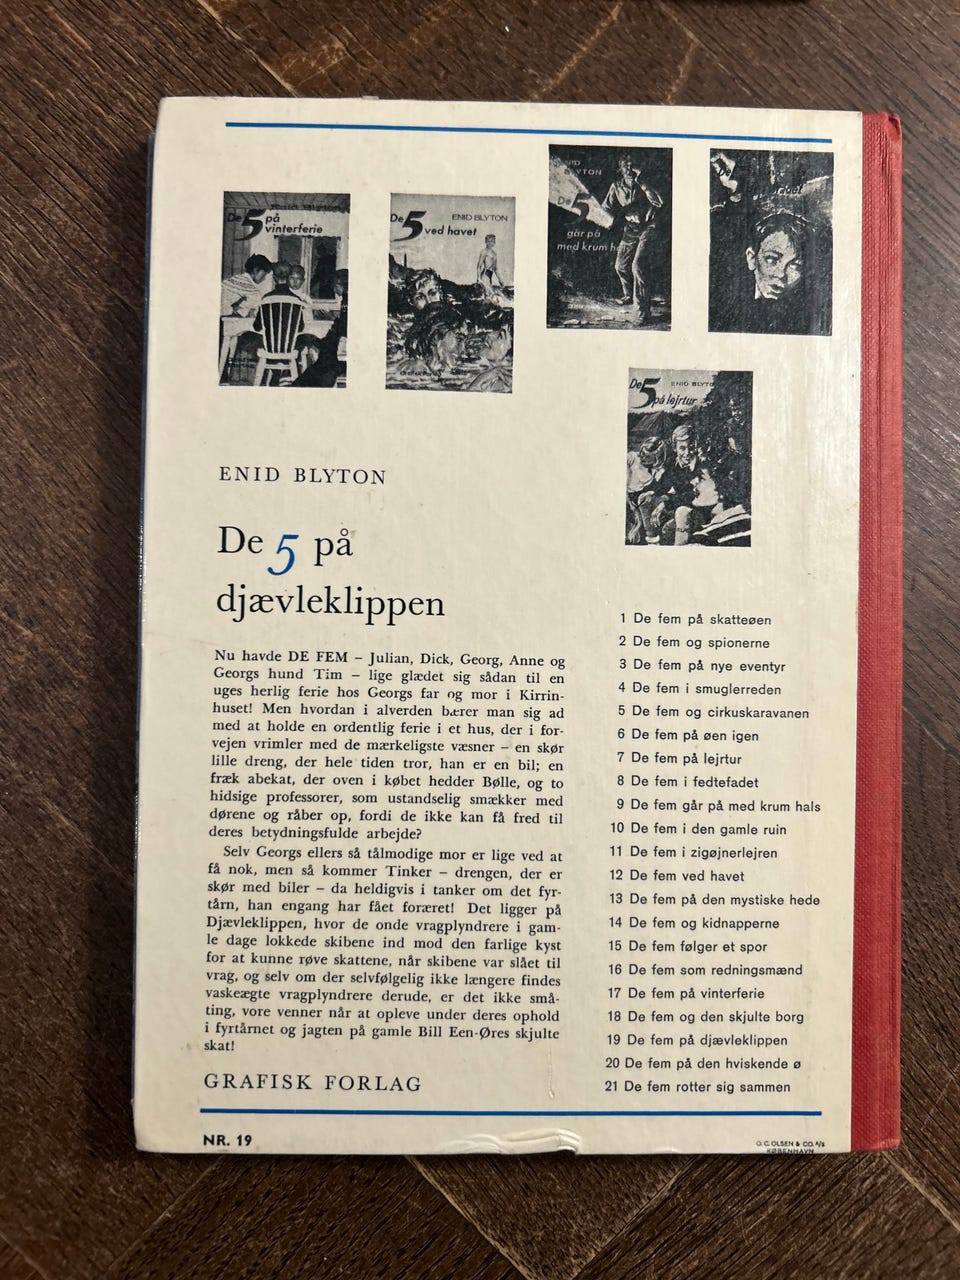 De 5 på
vinterferie
De 5 ENID BLYTON
ved havet
ENID
BLYTON
De 5
går på
med krum hals
De 5 ENID BLYTO
på lejrtur
ENID BLYTON
De 5 på
djævleklippen
Nu havde DE FEM – Julian, Dick, Georg, Anne og
Georgs hund Tim – lige glædet sig sådan til en
uges herlig ferie hos Georgs far og mor i Kirrin-
huset! Men hvordan i alverden bærer man sig ad
med at holde en ordentlig ferie i et hus, der i for-
vejen vrimler med de mærkeligste væsner – en skør
lille dreng, der hele tiden tror, han er en bil; en
fræk abekat, der oven i købet hedder Bølle, og to
hidsige professorer, som ustandselig smækker med
dørene og råber op, fordi de ikke kan få fred til
deres betydningsfulde arbejde?
Selv Georgs ellers så tålmodige mor er lige ved at
få nok, men så kommer Tinker – drengen, der er
skør med biler – da heldigvis i tanker om det fyr-
tårn, han engang har fået foræret! Det ligger på
Djævleklippen, hvor de onde vragplyndrere i gam-
le dage lokkede skibene ind mod den farlige kyst
for at kunne røve skattene, når skibene var slået til
vrag, og selv om der selvfølgelig ikke længere findes
vaskeægte vragplyndrere derude, er det ikke små-
ting, vore venner når at opleve under deres ophold
i fyrtårnet og jagten på gamle Bill Een-Øres skjulte
skat!
GRAFISK FORLAG
1 De fem på skatteøen
2 De fem og spionerne
3 De fem på nye eventyr
4 De fem i smuglerreden
5 De fem og cirkuskaravanen
6 De fem på øen igen
7 De fem på lejrtur
8 De fem i fedtefadet
9 De fem går på med krum hals
10 De fem i den gamle ruin
11 De fem i zigøjnerlejren
12 De fem ved havet
13 De fem på den mystiske hede
14 De fem og kidnapperne
15 De fem følger et spor
16 De fem som redningsmænd
17 De fem på vinterferie
18 De fem og den skjulte borg
19 De fem på djævleklippen
20 De fem på den hviskende ø
21 De fem rotter sig sammen
NR. 19
O. C. OLSEN & CO. A/S
KØBENHAVN